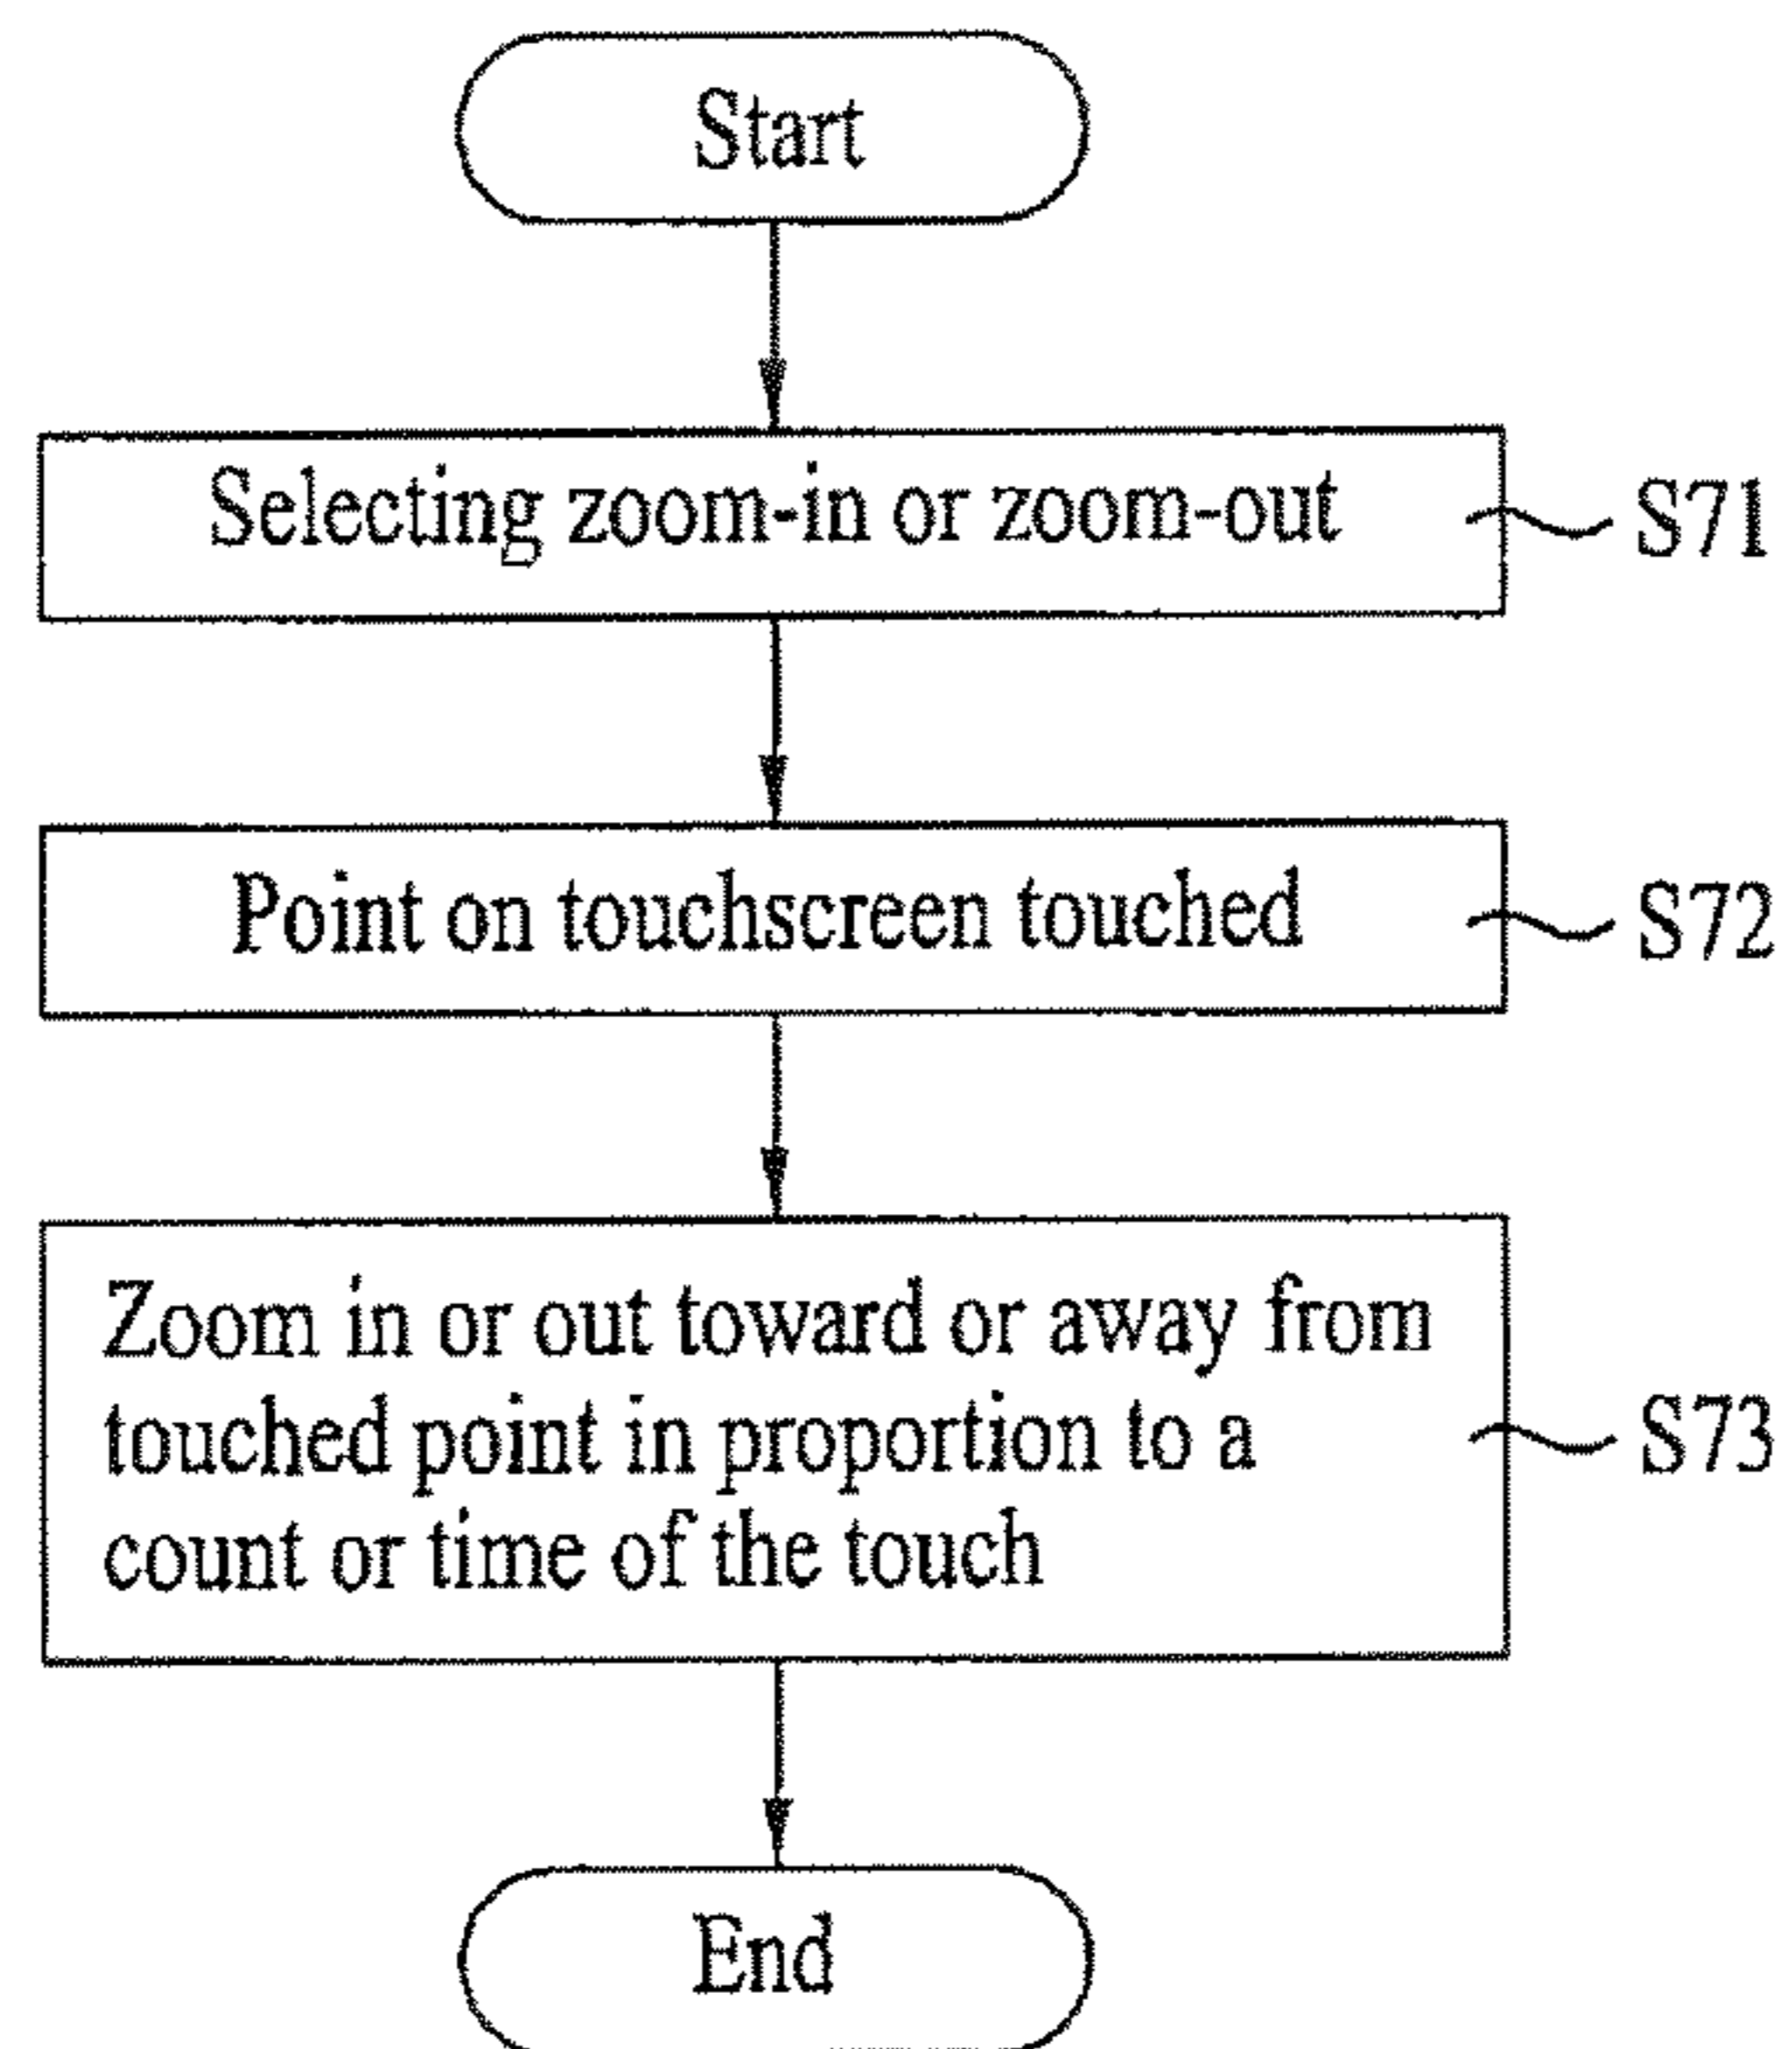 Start
Selecting zoom-in or zoom-out
S71
Point on touchscreen touched
S72
Zoom in or out toward or away from
touched point in proportion to a
count or time of the touch
S73
End